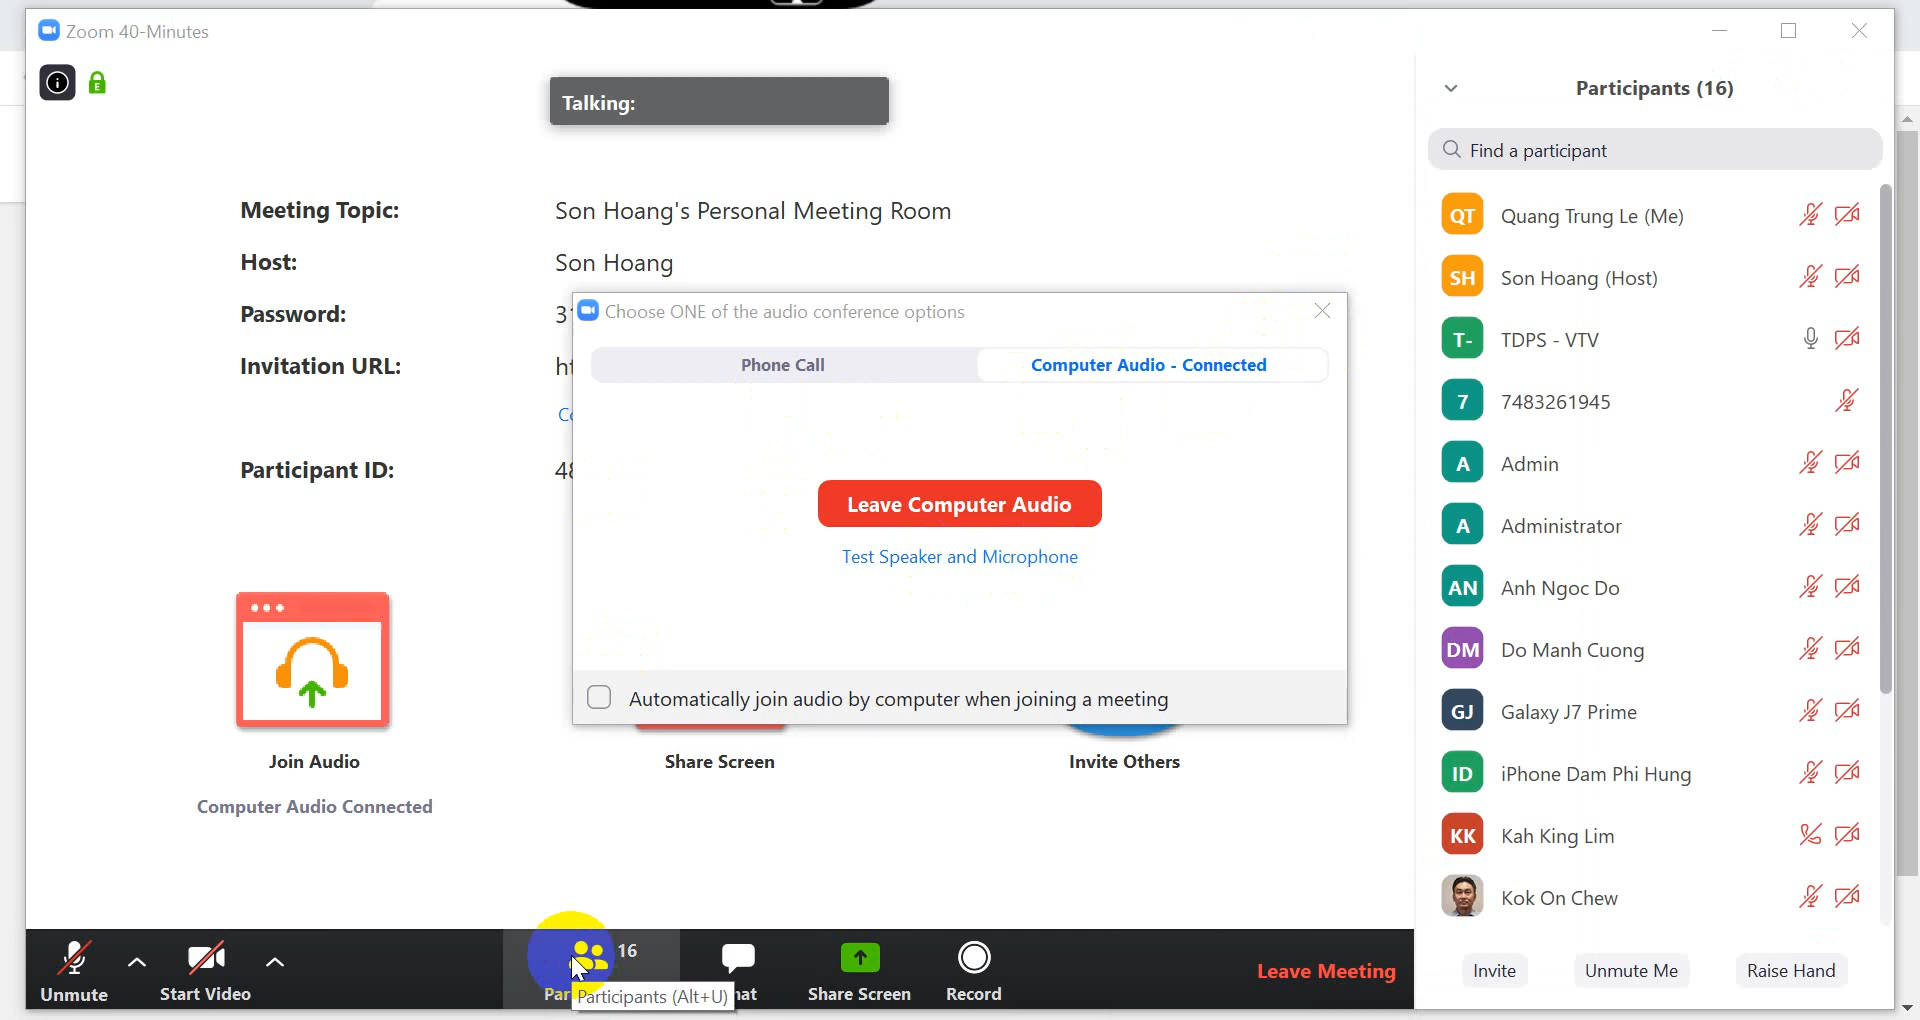 Zoom 40-Minutes
Talking:
Meeting Topic: Son Hoang's Personal Meeting Room
Host: Son Hoang
Password: 31
Invitation URL: ht
Co
Participant ID: 48
Choose ONE of the audio conference options
Phone Call
Computer Audio - Connected
Leave Computer Audio
Test Speaker and Microphone
Automatically join audio by computer when joining a meeting
Join Audio
Computer Audio Connected
Share Screen
Invite Others
Participants (16)
Find a participant
QT Quang Trung Le (Me)
SH Son Hoang (Host)
T- TDPS - VTV
7 7483261945
A Admin
A Administrator
AN Anh Ngoc Do
DM Do Manh Cuong
GJ Galaxy J7 Prime
ID iPhone Dam Phi Hung
KK Kah King Lim
Kok On Chew
Invite
Unmute Me
Raise Hand
Unmute
Start Video
16
Par
Participants (Alt+U)
hat
Share Screen
Record
Leave Meeting